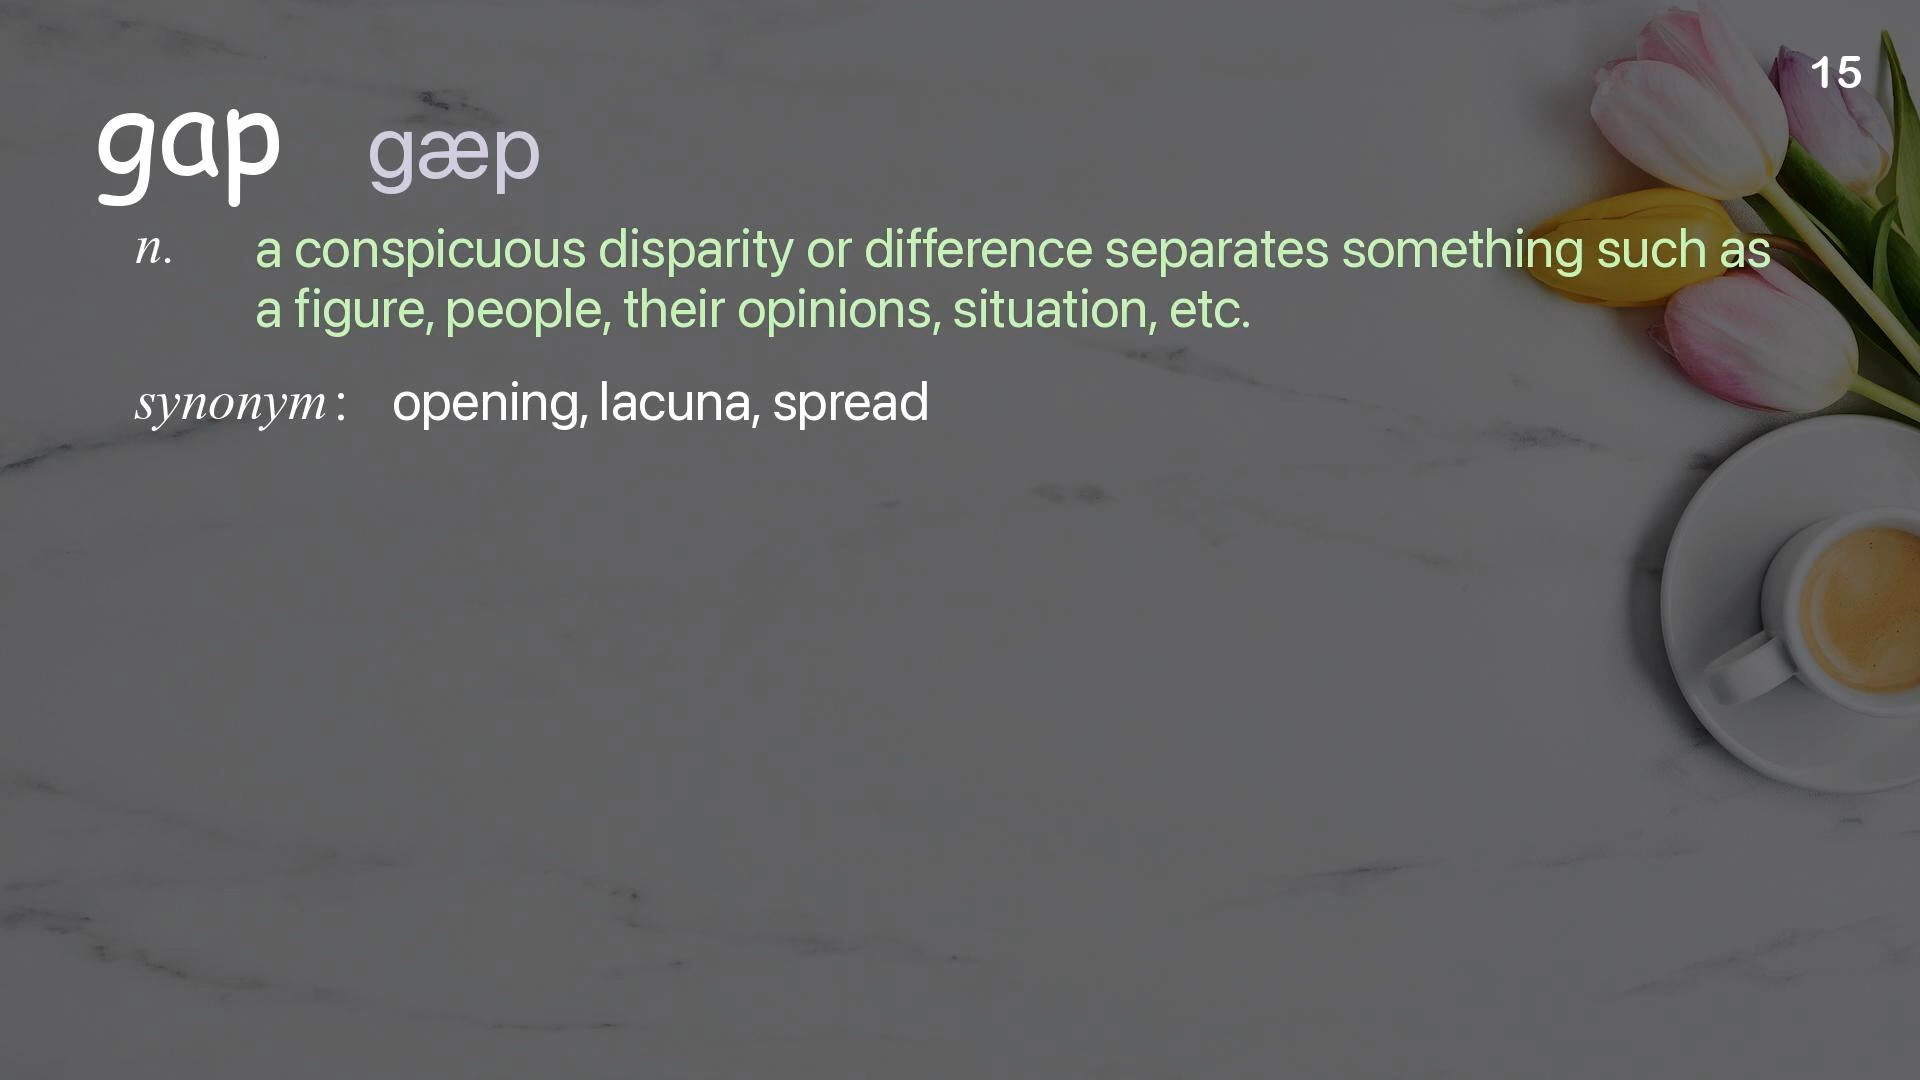 15
gap gæp
n. a conspicuous disparity or difference separates something such as
a figure, people, their opinions, situation, etc.
synonym: opening, lacuna, spread